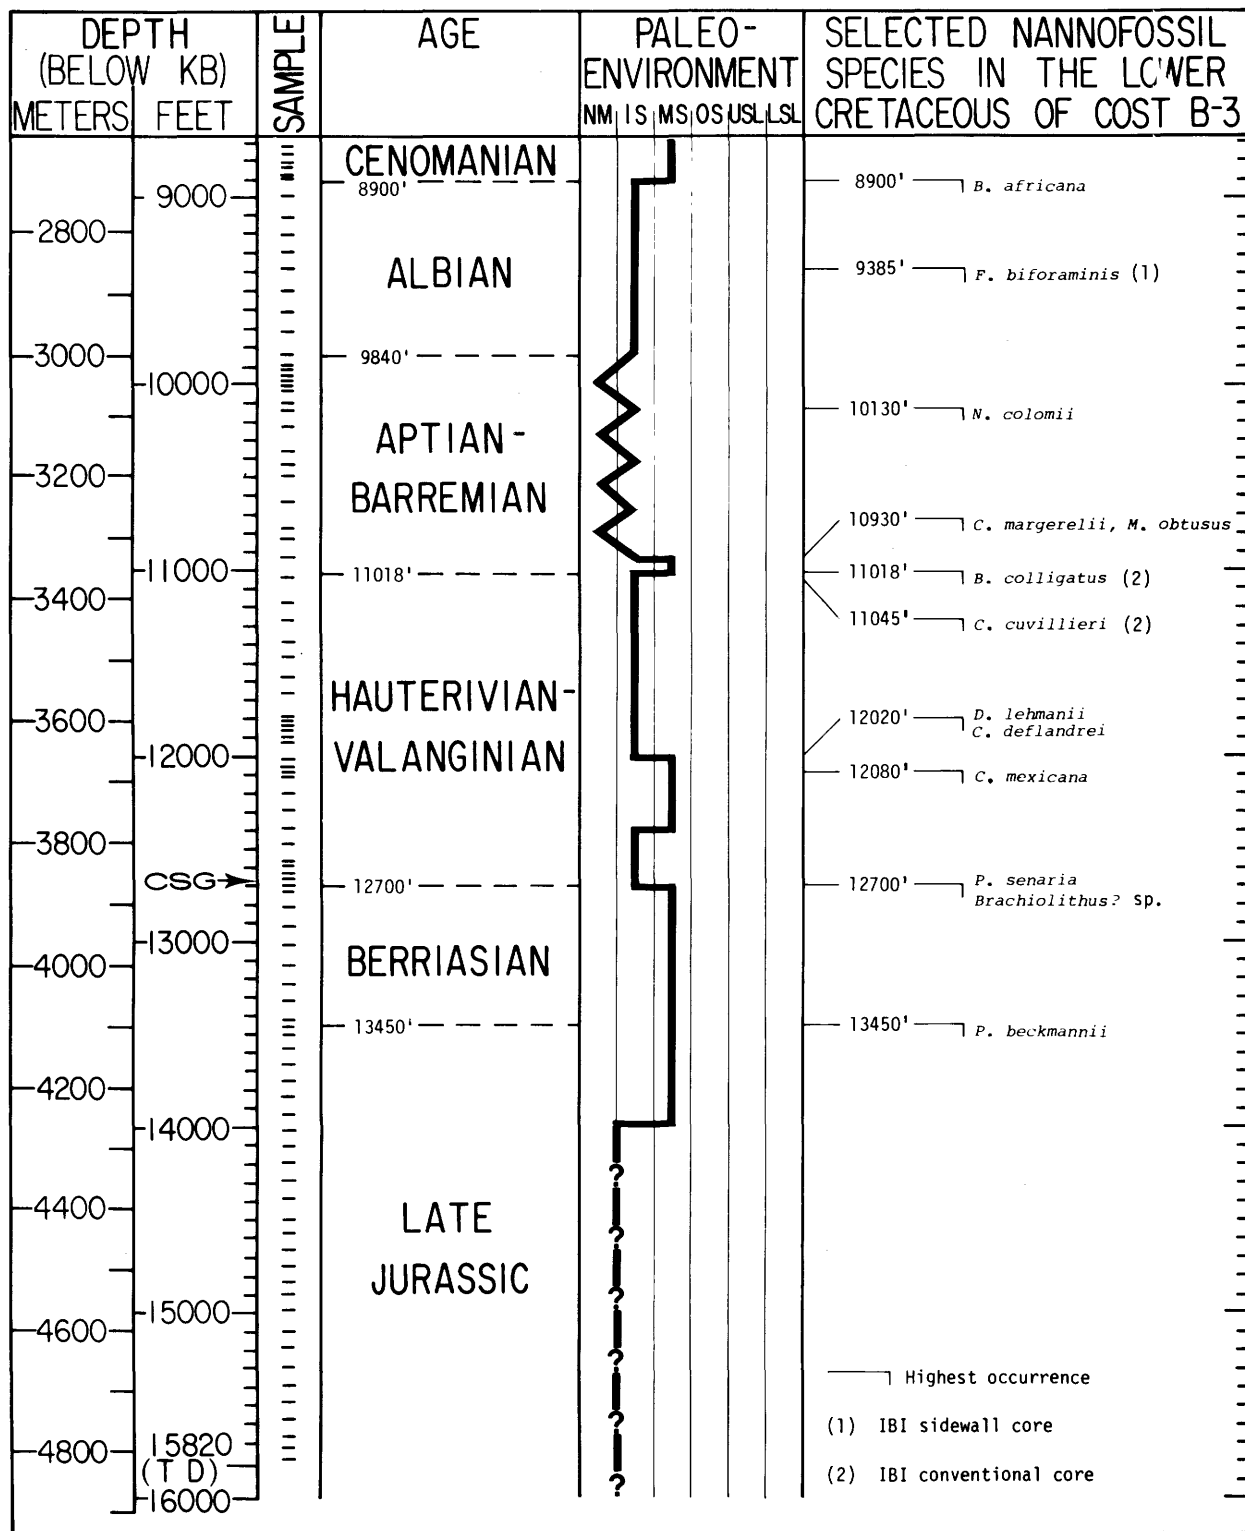 DEPTH
(BELOW KB)
METERS FEET
SAMPLE
AGE
PALEO-
ENVIRONMENT
NM IS MS OS USL LSL
SELECTED NANNOFOSSIL
SPECIES IN THE LOWER
CRETACEOUS OF COST B-3
CENOMANIAN
8900'
8900' B. africana
9000
2800
ALBIAN
9385' F. biforaminis (1)
3000
9840'
10000
10130' N. colomii
APTIAN-
BARREMIAN
3200
10930' C. margerelii, M. obtusus
11000
11018'
11018' B. colligatus (2)
3400
11045' C. cuvillieri (2)
HAUTERIVIAN-
VALANGINIAN
3600
12020' D. lehmanii
C. deflandrei
12000
12080' C. mexicana
3800
CSG
12700'
12700' P. senaria
Brachiolithus? sp.
13000
BERRIASIAN
4000
13450'
13450' P. beckmannii
4200
14000
?
4400
LATE
JURASSIC
?
?
15000
4600
?
Highest occurrence
?
(1) IBI sidewall core
4800
15820
(T D)
(2) IBI conventional core
?
16000